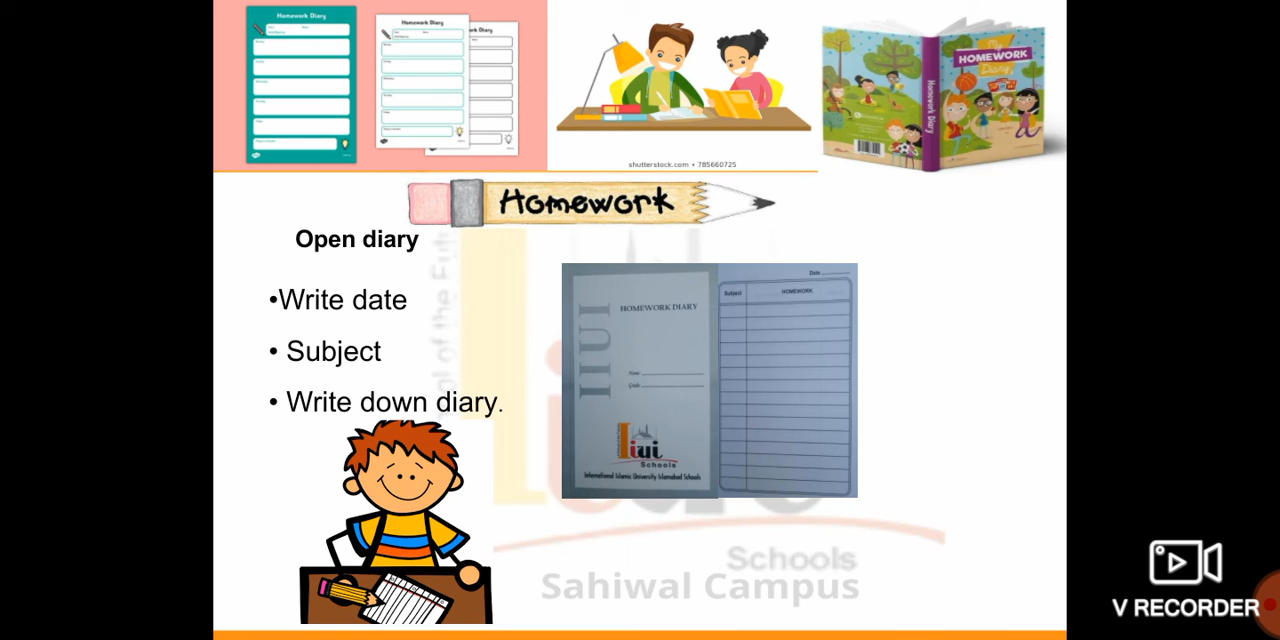 Homework Diary
Homework Diary
rk Diary
shutterstock.com • 785660725
Homework Diary
My
HOMEWORK
Diary
Homework
Open diary
•Write date
• Subject
• Write down diary.
IIUI
HOMEWORK DIARY
Name
Grade
iiui
Schools
International Islamic University Islamabad Schools
Date
Subject
HOMEWORK
Schools
Sahiwal Campus
V RECORDER